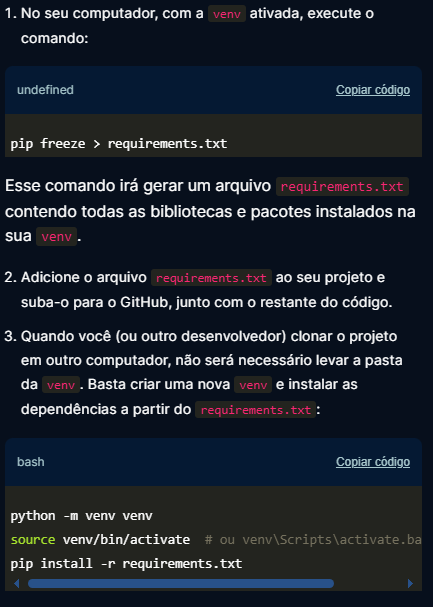 1. No seu computador, com a venv ativada, execute o
comando:
undefined
Copiar código
pip freeze > requirements.txt
Esse comando irá gerar um arquivo requirements.txt
contendo todas as bibliotecas e pacotes instalados na
sua venv.
2. Adicione o arquivo requirements.txt ao seu projeto e
suba-o para o GitHub, junto com o restante do código.
3. Quando você (ou outro desenvolvedor) clonar o projeto
em outro computador, não será necessário levar a pasta
da venv. Basta criar uma nova venv e instalar as
dependências a partir do requirements.txt:
bash
Copiar código
python -m venv venv
source venv/bin/activate # ou venv\Scripts\activate.ba
pip install -r requirements.txt